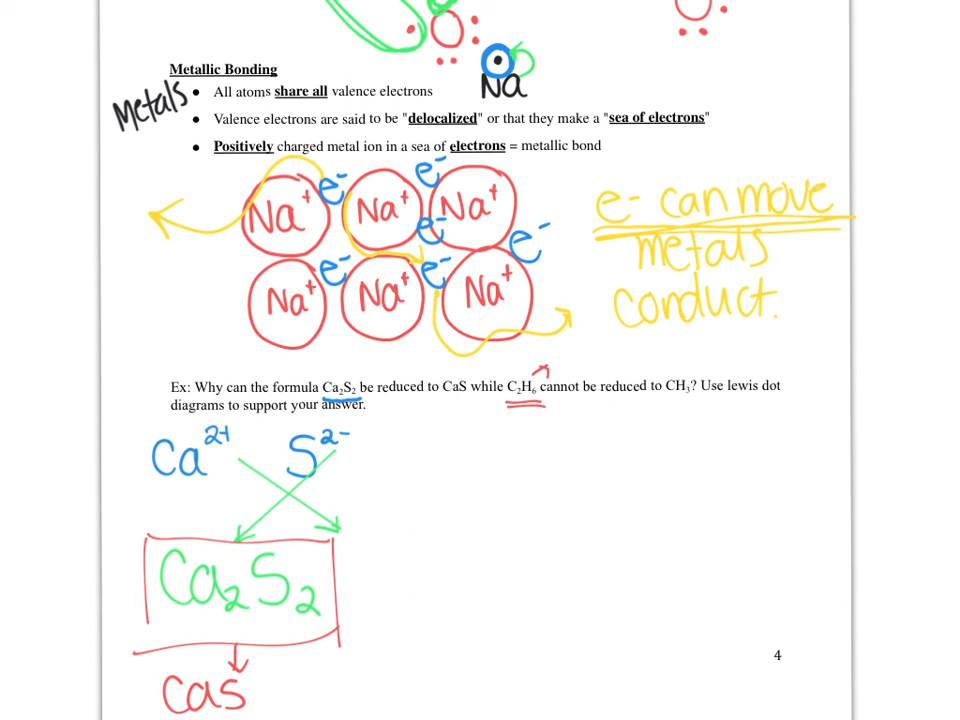 Metallic Bonding
Na
Metals
● All atoms share all valence electrons
● Valence electrons are said to be "delocalized" or that they make a "sea of electrons"
● Positively charged metal ion in a sea of electrons = metallic bond
Na+ e- Na+ e- Na+
e- e-
Na+ e- Na+ e- Na+
e- can move
metals
conduct.
Ex: Why can the formula Ca₂S₂ be reduced to CaS while C₂H₆ cannot be reduced to CH₃? Use lewis dot
diagrams to support your answer.
Ca²⁺ S²⁻
Ca₂S₂
CaS
4